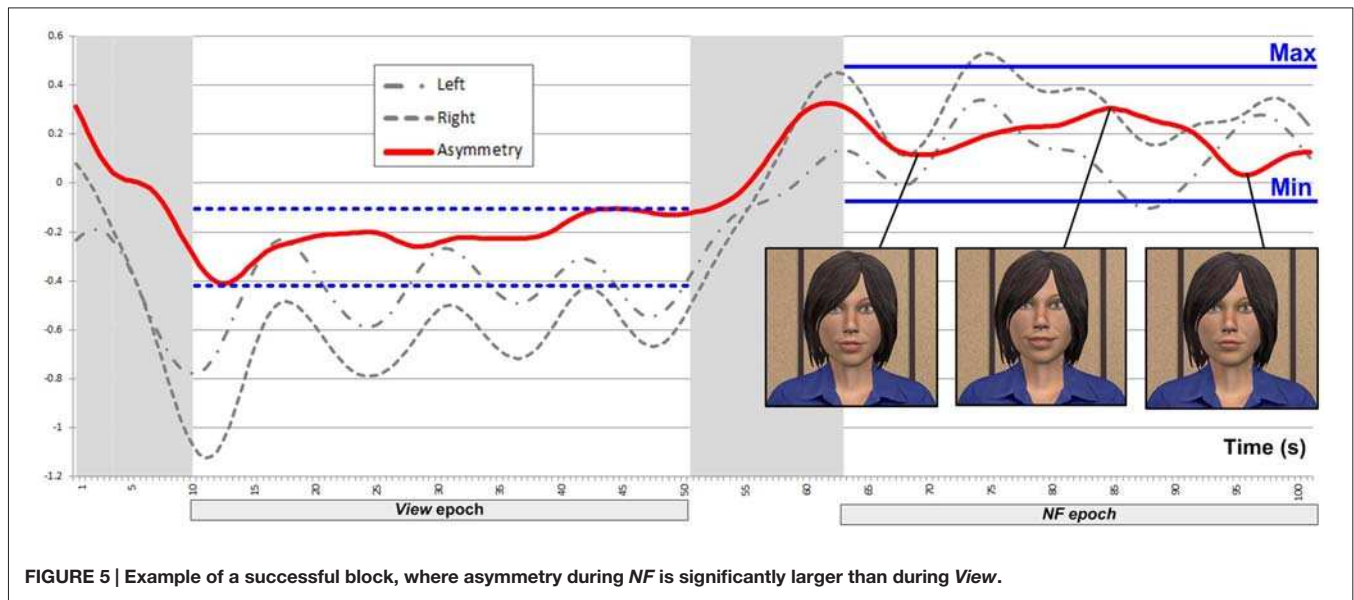 0.6
0.4
0.2
0
-0.2
-0.4
-0.6
-0.8
-1
-1.2
Left
Right
Asymmetry
Max
Min
Time (s)
1 5 10 15 20 25 30 35 40 45 50 55 60 65 70 75 80 85 90 95 100
View epoch
NF epoch
FIGURE 5 | Example of a successful block, where asymmetry during NF is significantly larger than during View.